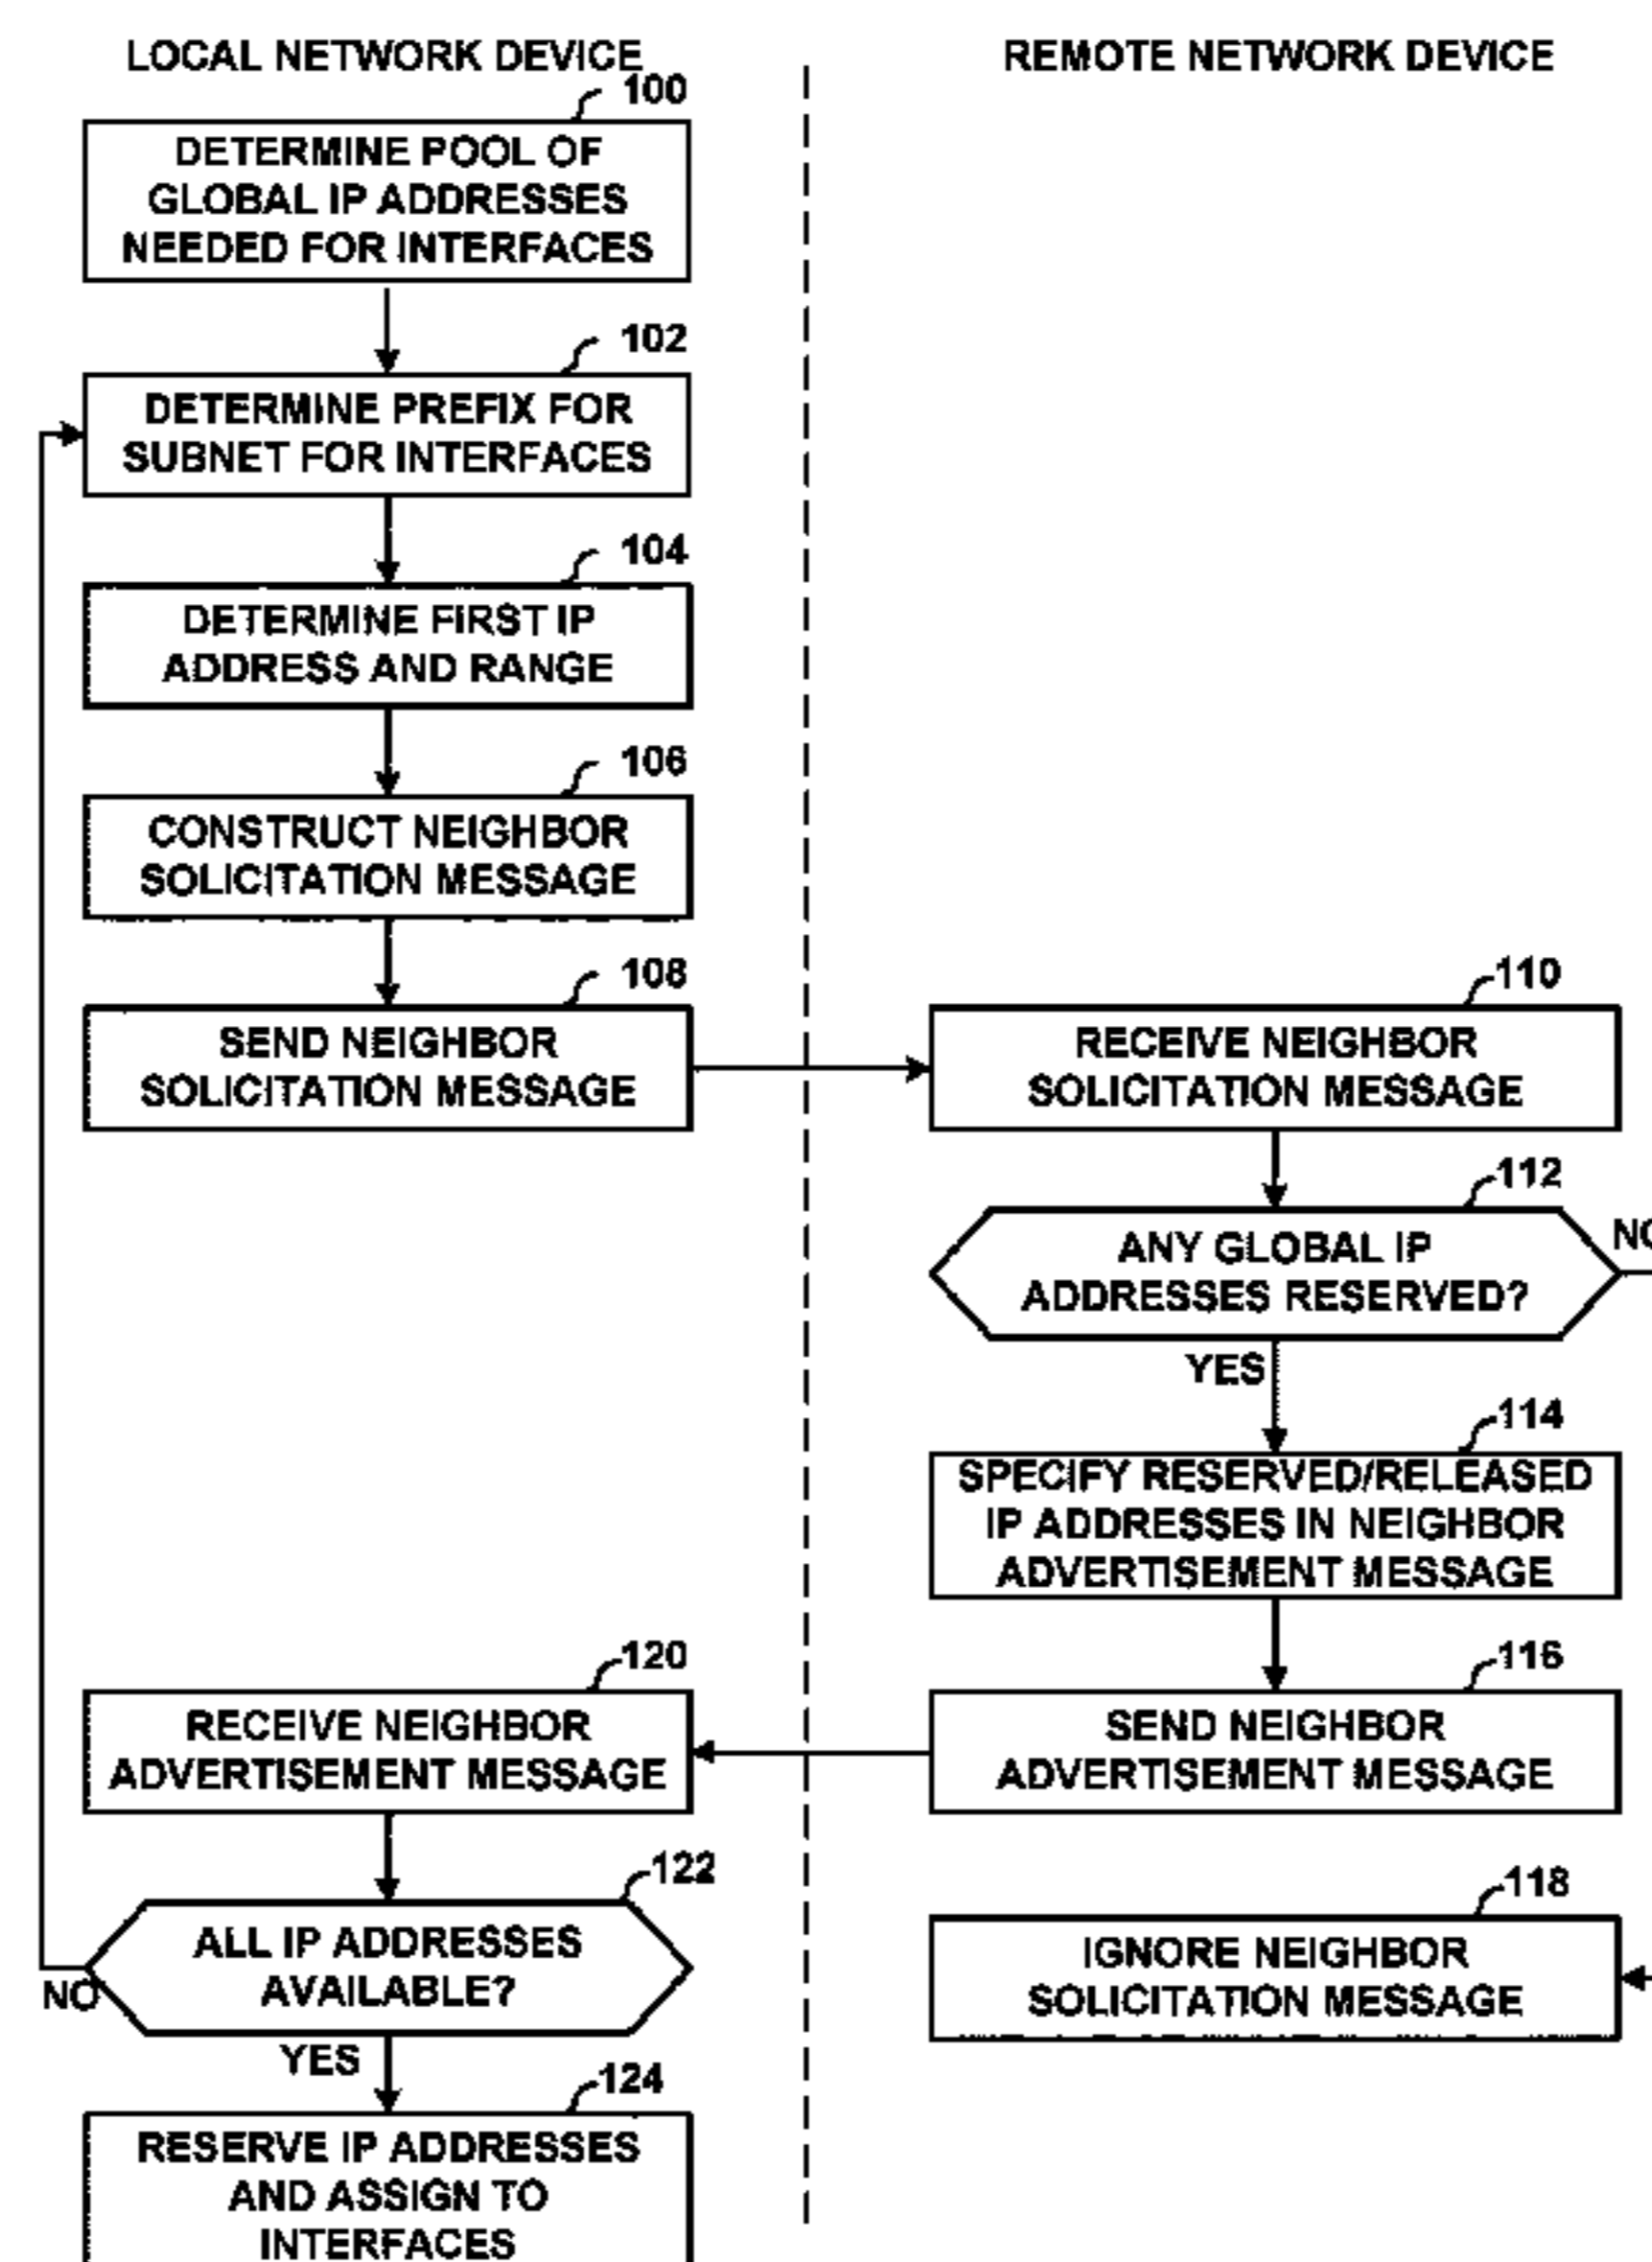 LOCAL NETWORK DEVICE
100
DETERMINE POOL OF
GLOBAL IP ADDRESSES
NEEDED FOR INTERFACES
102
DETERMINE PREFIX FOR
SUBNET FOR INTERFACES
104
DETERMINE FIRST IP
ADDRESS AND RANGE
106
CONSTRUCT NEIGHBOR
SOLICITATION MESSAGE
108
SEND NEIGHBOR
SOLICITATION MESSAGE
REMOTE NETWORK DEVICE
110
RECEIVE NEIGHBOR
SOLICITATION MESSAGE
112
ANY GLOBAL IP
ADDRESSES RESERVED?
NO
YES
114
SPECIFY RESERVED/RELEASED
IP ADDRESSES IN NEIGHBOR
ADVERTISEMENT MESSAGE
116
SEND NEIGHBOR
ADVERTISEMENT MESSAGE
118
IGNORE NEIGHBOR
SOLICITATION MESSAGE
120
RECEIVE NEIGHBOR
ADVERTISEMENT MESSAGE
122
ALL IP ADDRESSES
AVAILABLE?
NO
YES
124
RESERVE IP ADDRESSES
AND ASSIGN TO
INTERFACES